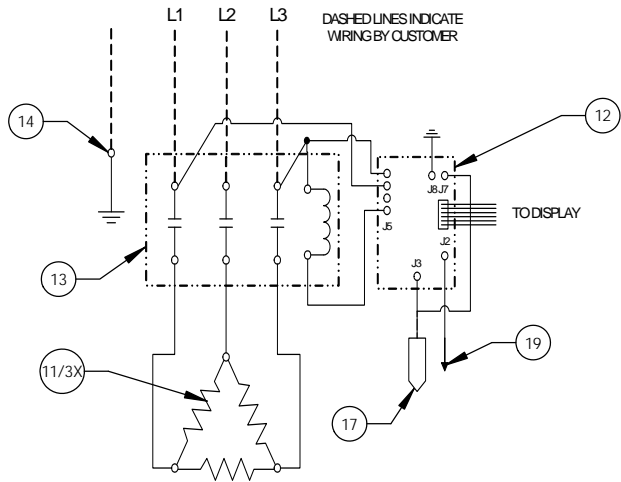 L1 L2 L3
DASHED LINES INDICATE
WIRING BY CUSTOMER
14
12
J8 J7
TO DISPLAY
J5
J2
J3
13
19
11/3X
17